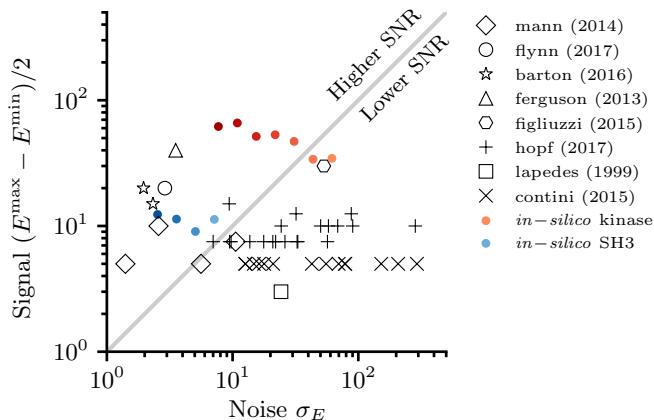 Signal (E^max − E^min)/2
10^2
10^1
10^0
10^0
10^1
10^2
Noise σ_E
Higher SNR
Lower SNR
mann (2014)
flynn (2017)
barton (2016)
ferguson (2013)
figliuzzi (2015)
hopf (2017)
lapedes (1999)
contini (2015)
in−silico kinase
in−silico SH3